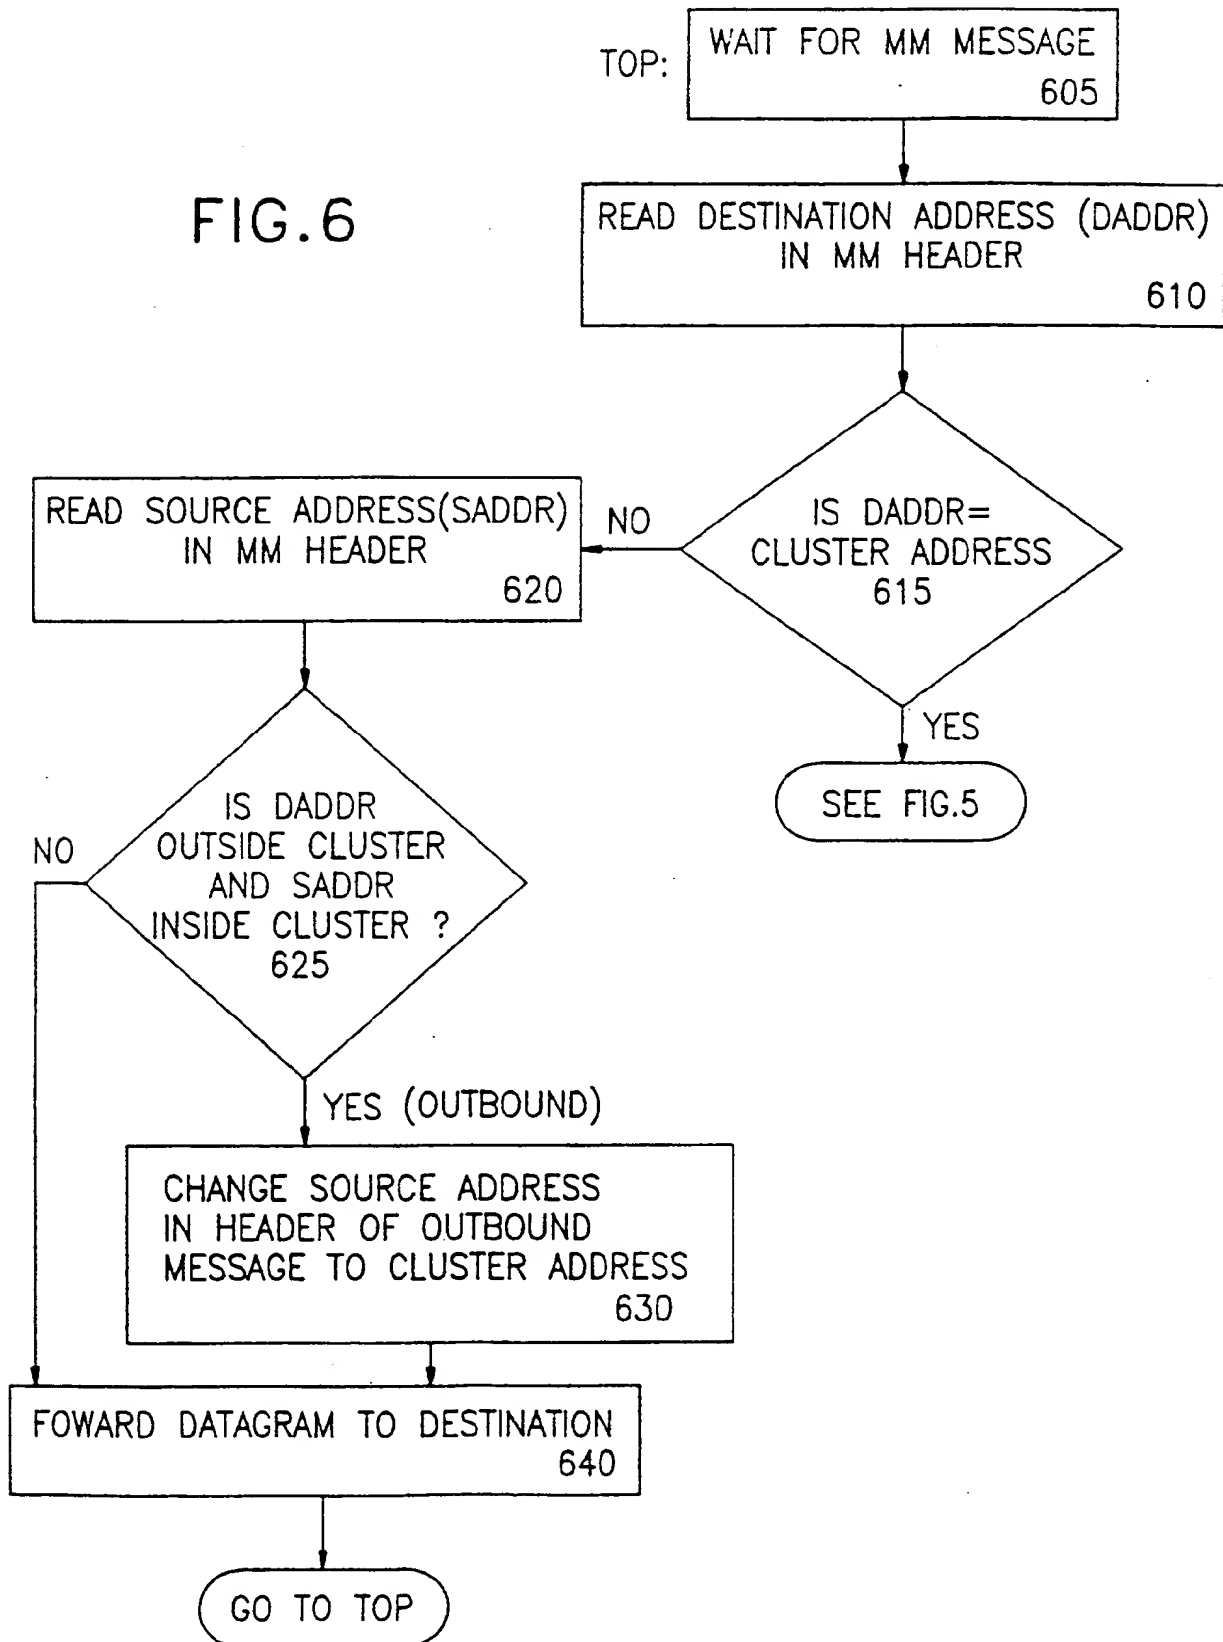 TOP:
WAIT FOR MM MESSAGE
605
FIG.6
READ DESTINATION ADDRESS (DADDR)
IN MM HEADER
610
IS DADDR=
CLUSTER ADDRESS
615
NO
YES
SEE FIG.5
READ SOURCE ADDRESS(SADDR)
IN MM HEADER
620
IS DADDR
OUTSIDE CLUSTER
AND SADDR
INSIDE CLUSTER ?
625
NO
YES (OUTBOUND)
CHANGE SOURCE ADDRESS
IN HEADER OF OUTBOUND
MESSAGE TO CLUSTER ADDRESS
630
FOWARD DATAGRAM TO DESTINATION
640
GO TO TOP